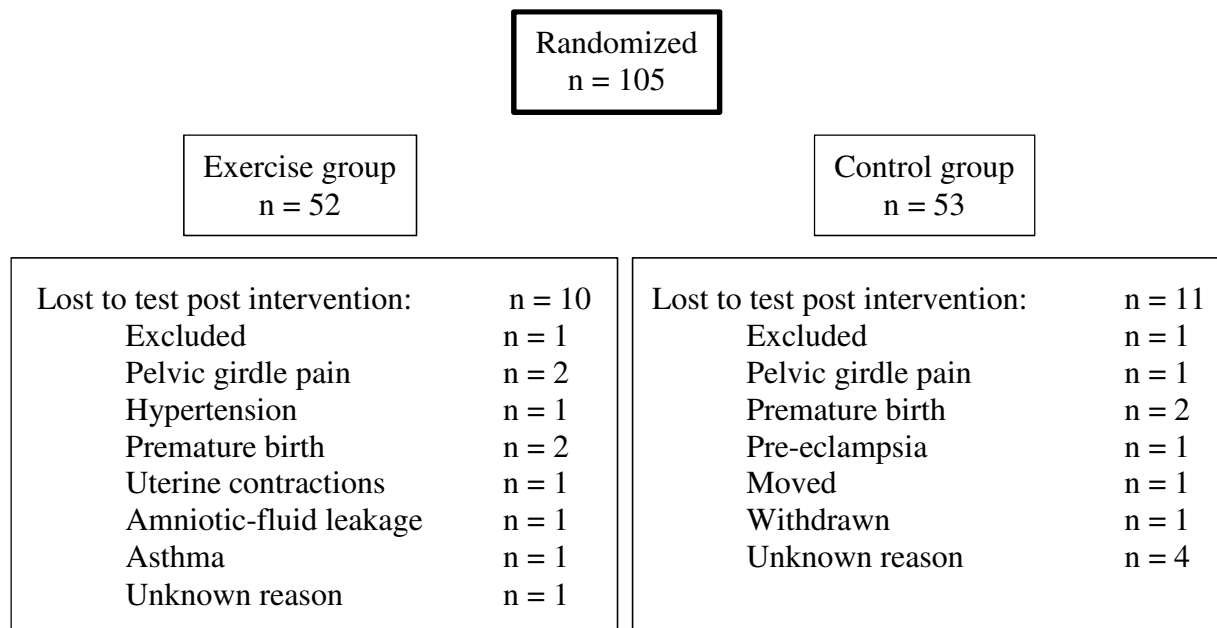 Randomized
n = 105
Exercise group
n = 52
Control group
n = 53
Lost to test post intervention: n = 10
Excluded n = 1
Pelvic girdle pain n = 2
Hypertension n = 1
Premature birth n = 2
Uterine contractions n = 1
Amniotic-fluid leakage n = 1
Asthma n = 1
Unknown reason n = 1
Lost to test post intervention: n = 11
Excluded n = 1
Pelvic girdle pain n = 1
Premature birth n = 2
Pre-eclampsia n = 1
Moved n = 1
Withdrawn n = 1
Unknown reason n = 4